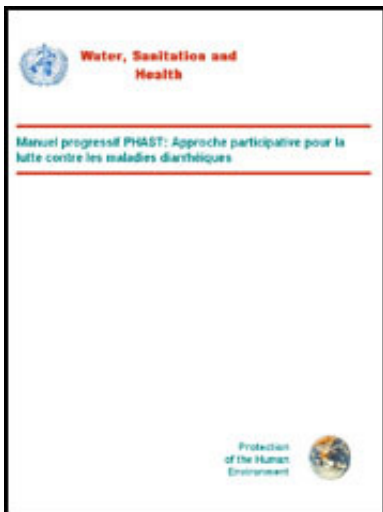 Water, Sanitation and
Health
Manuel progressif PHAST: Approche participative pour la
lutte contre les maladies diarrhéiques
Protection
of the Human
Environment